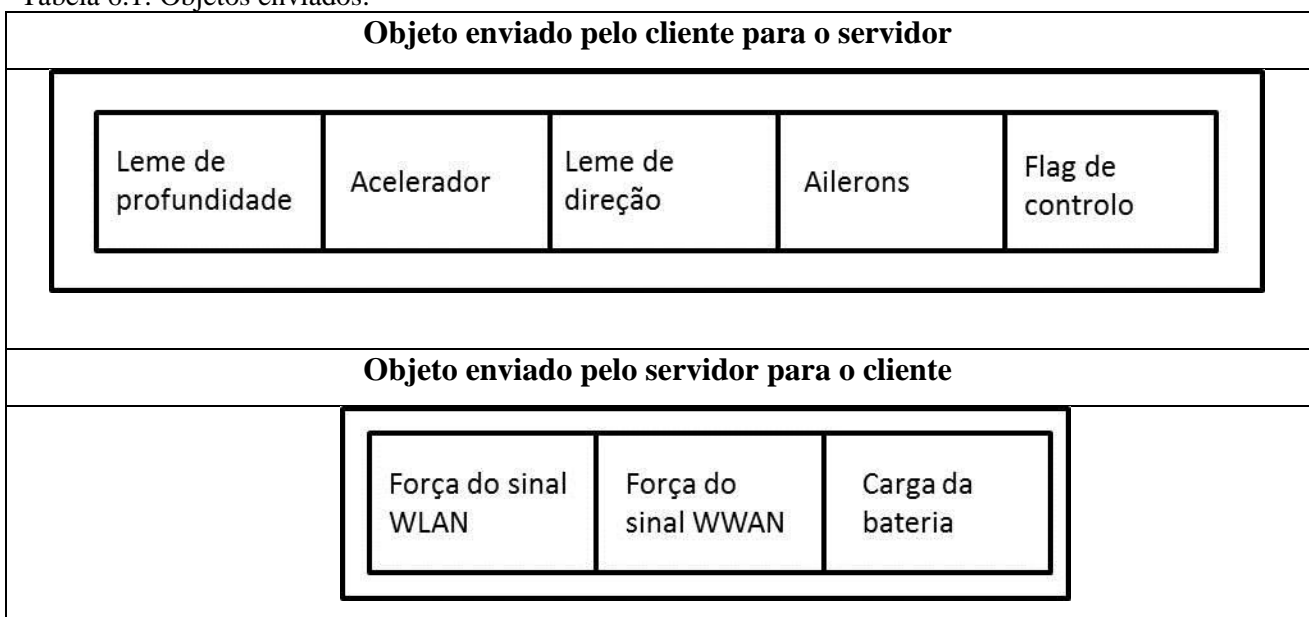 Tabela 6.1. Objetos enviados.
Objeto enviado pelo cliente para o servidor
Leme de
profundidade
Acelerador
Leme de
direção
Ailerons
Flag de
controlo
Objeto enviado pelo servidor para o cliente
Força do sinal
WLAN
Força do
sinal WWAN
Carga da
bateria